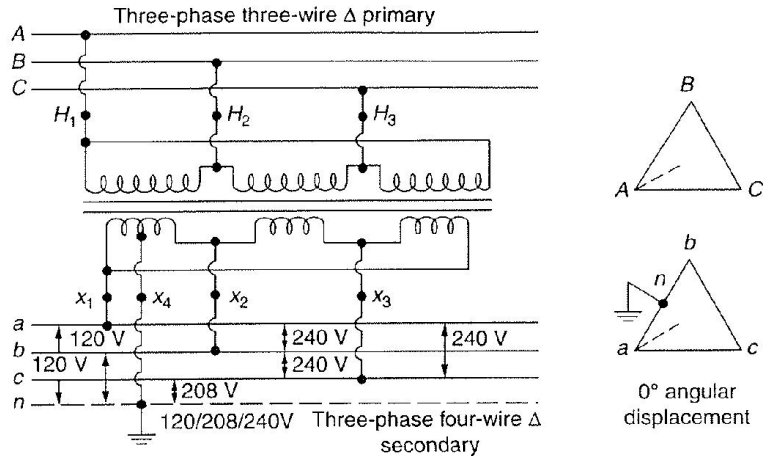 Three-phase three-wire Δ primary
A
B
C
H1 H2 H3
B
A C
x1 x4 x2 x3
b
n
a c
a
120 V 240 V 240 V
b
120 V 240 V
c
208 V
n
120/208/240V Three-phase four-wire Δ
secondary
0° angular
displacement